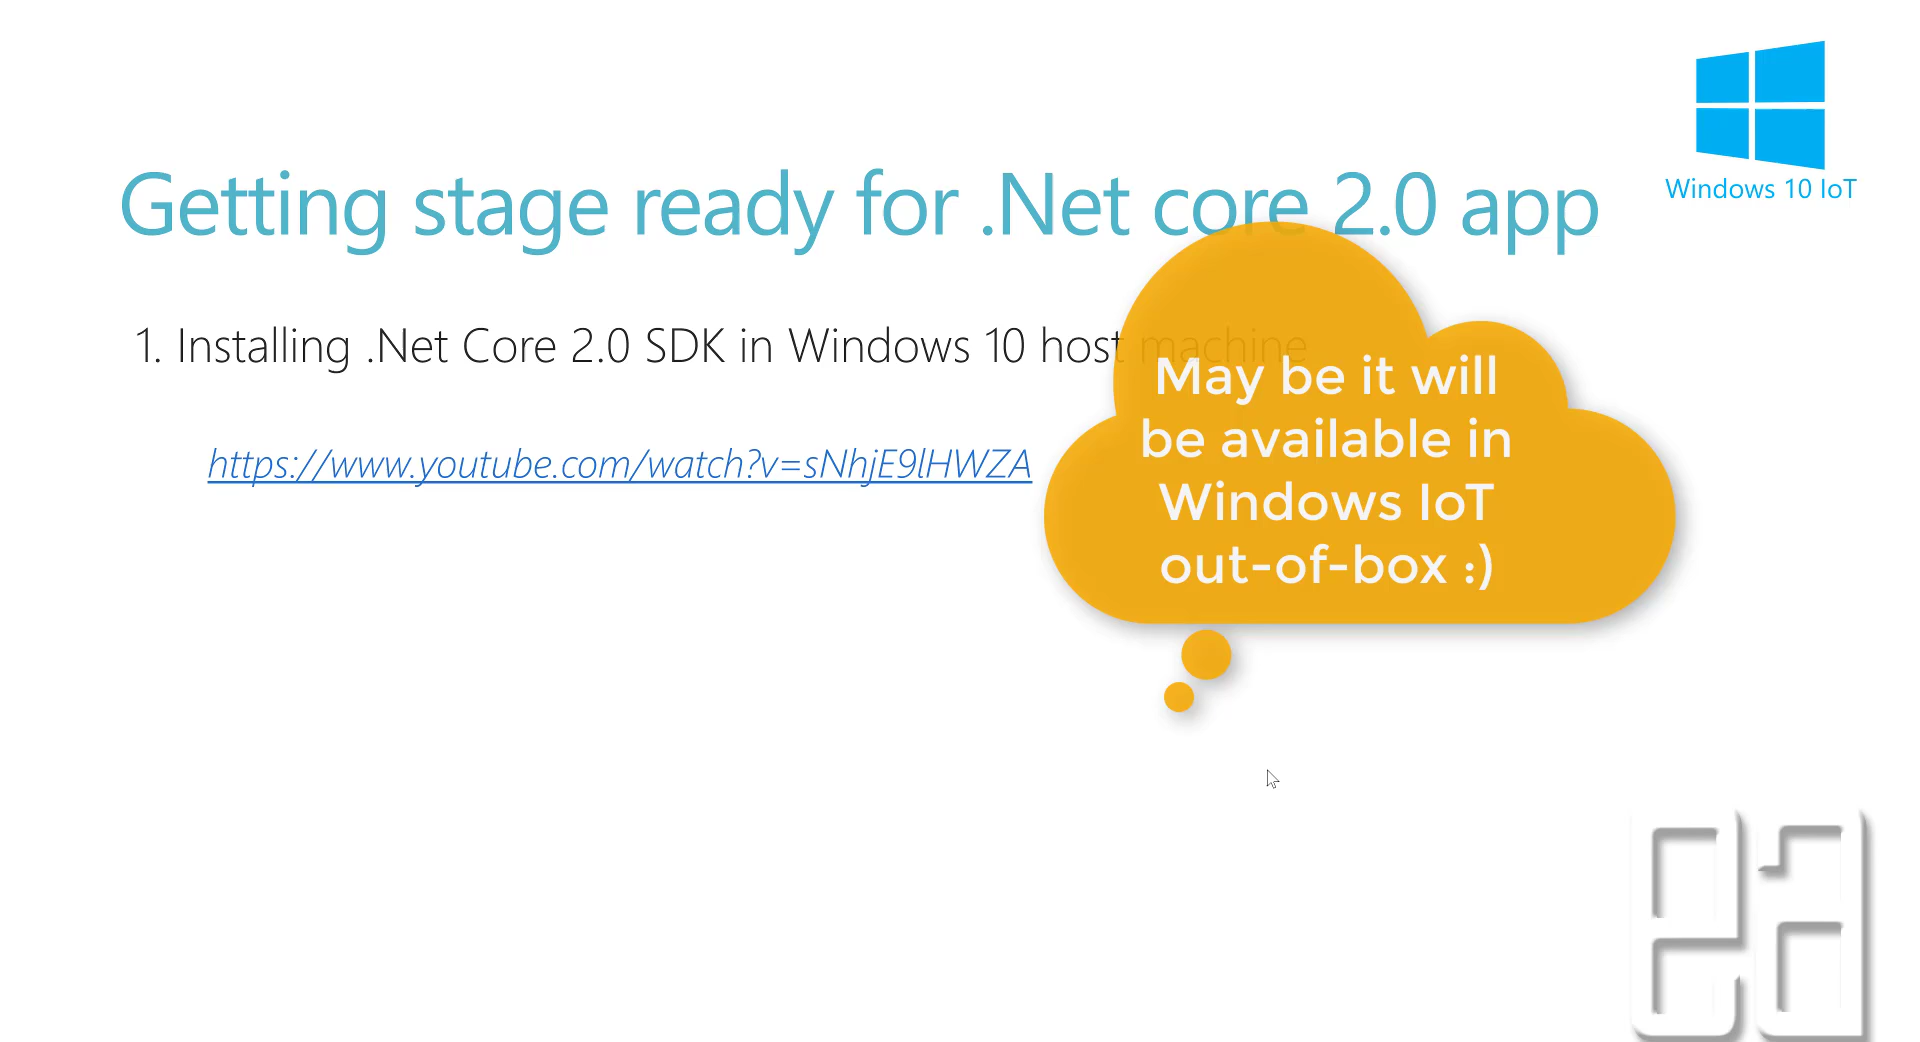 Windows 10 IoT
Getting stage ready for .Net core 2.0 app
1. Installing .Net Core 2.0 SDK in Windows 10 host machine
https://www.youtube.com/watch?v=sNhjE9lHWZA
May be it will
be available in
Windows IoT
out-of-box :)
ea